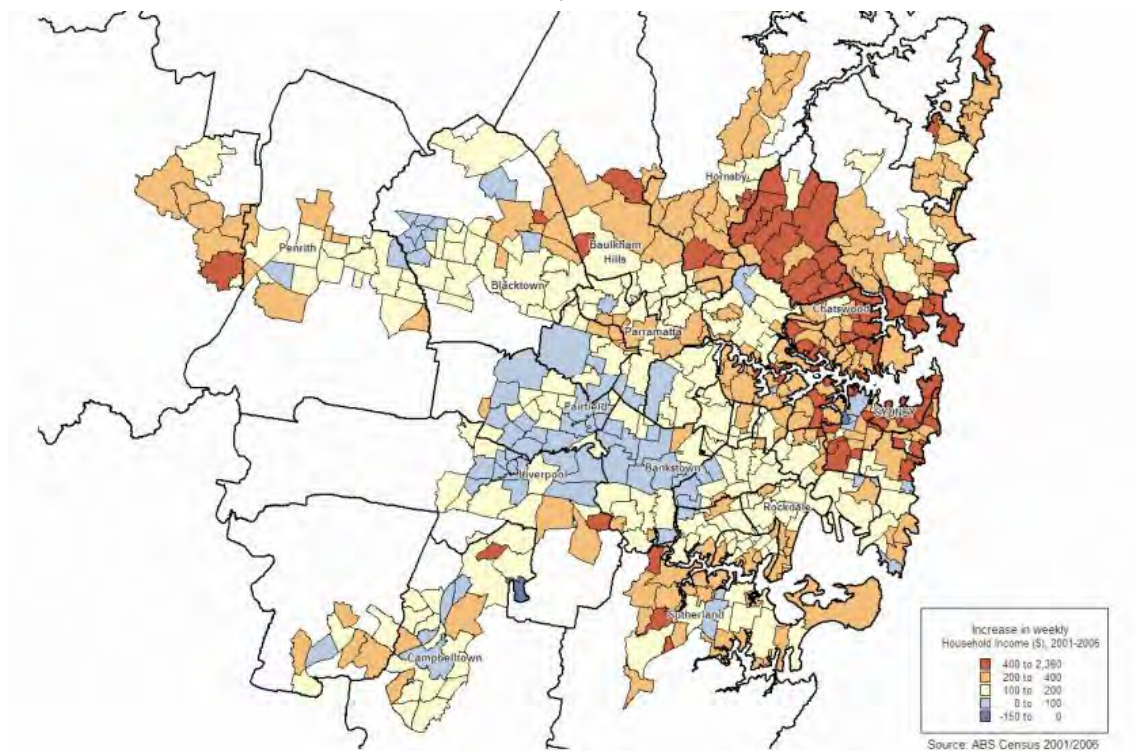 Hornsby
Penrith
Baulkham
Hills
Blacktown
Chatswood
Parramatta
Fairfield
SYDNEY
Liverpool
Bankstown
Rockdale
Sutherland
Campbelltown
Increase in weekly
Household Income ($), 2001-2006
400 to 2,360
200 to 400
100 to 200
0 to 100
-150 to 0
Source: ABS Census 2001/2006